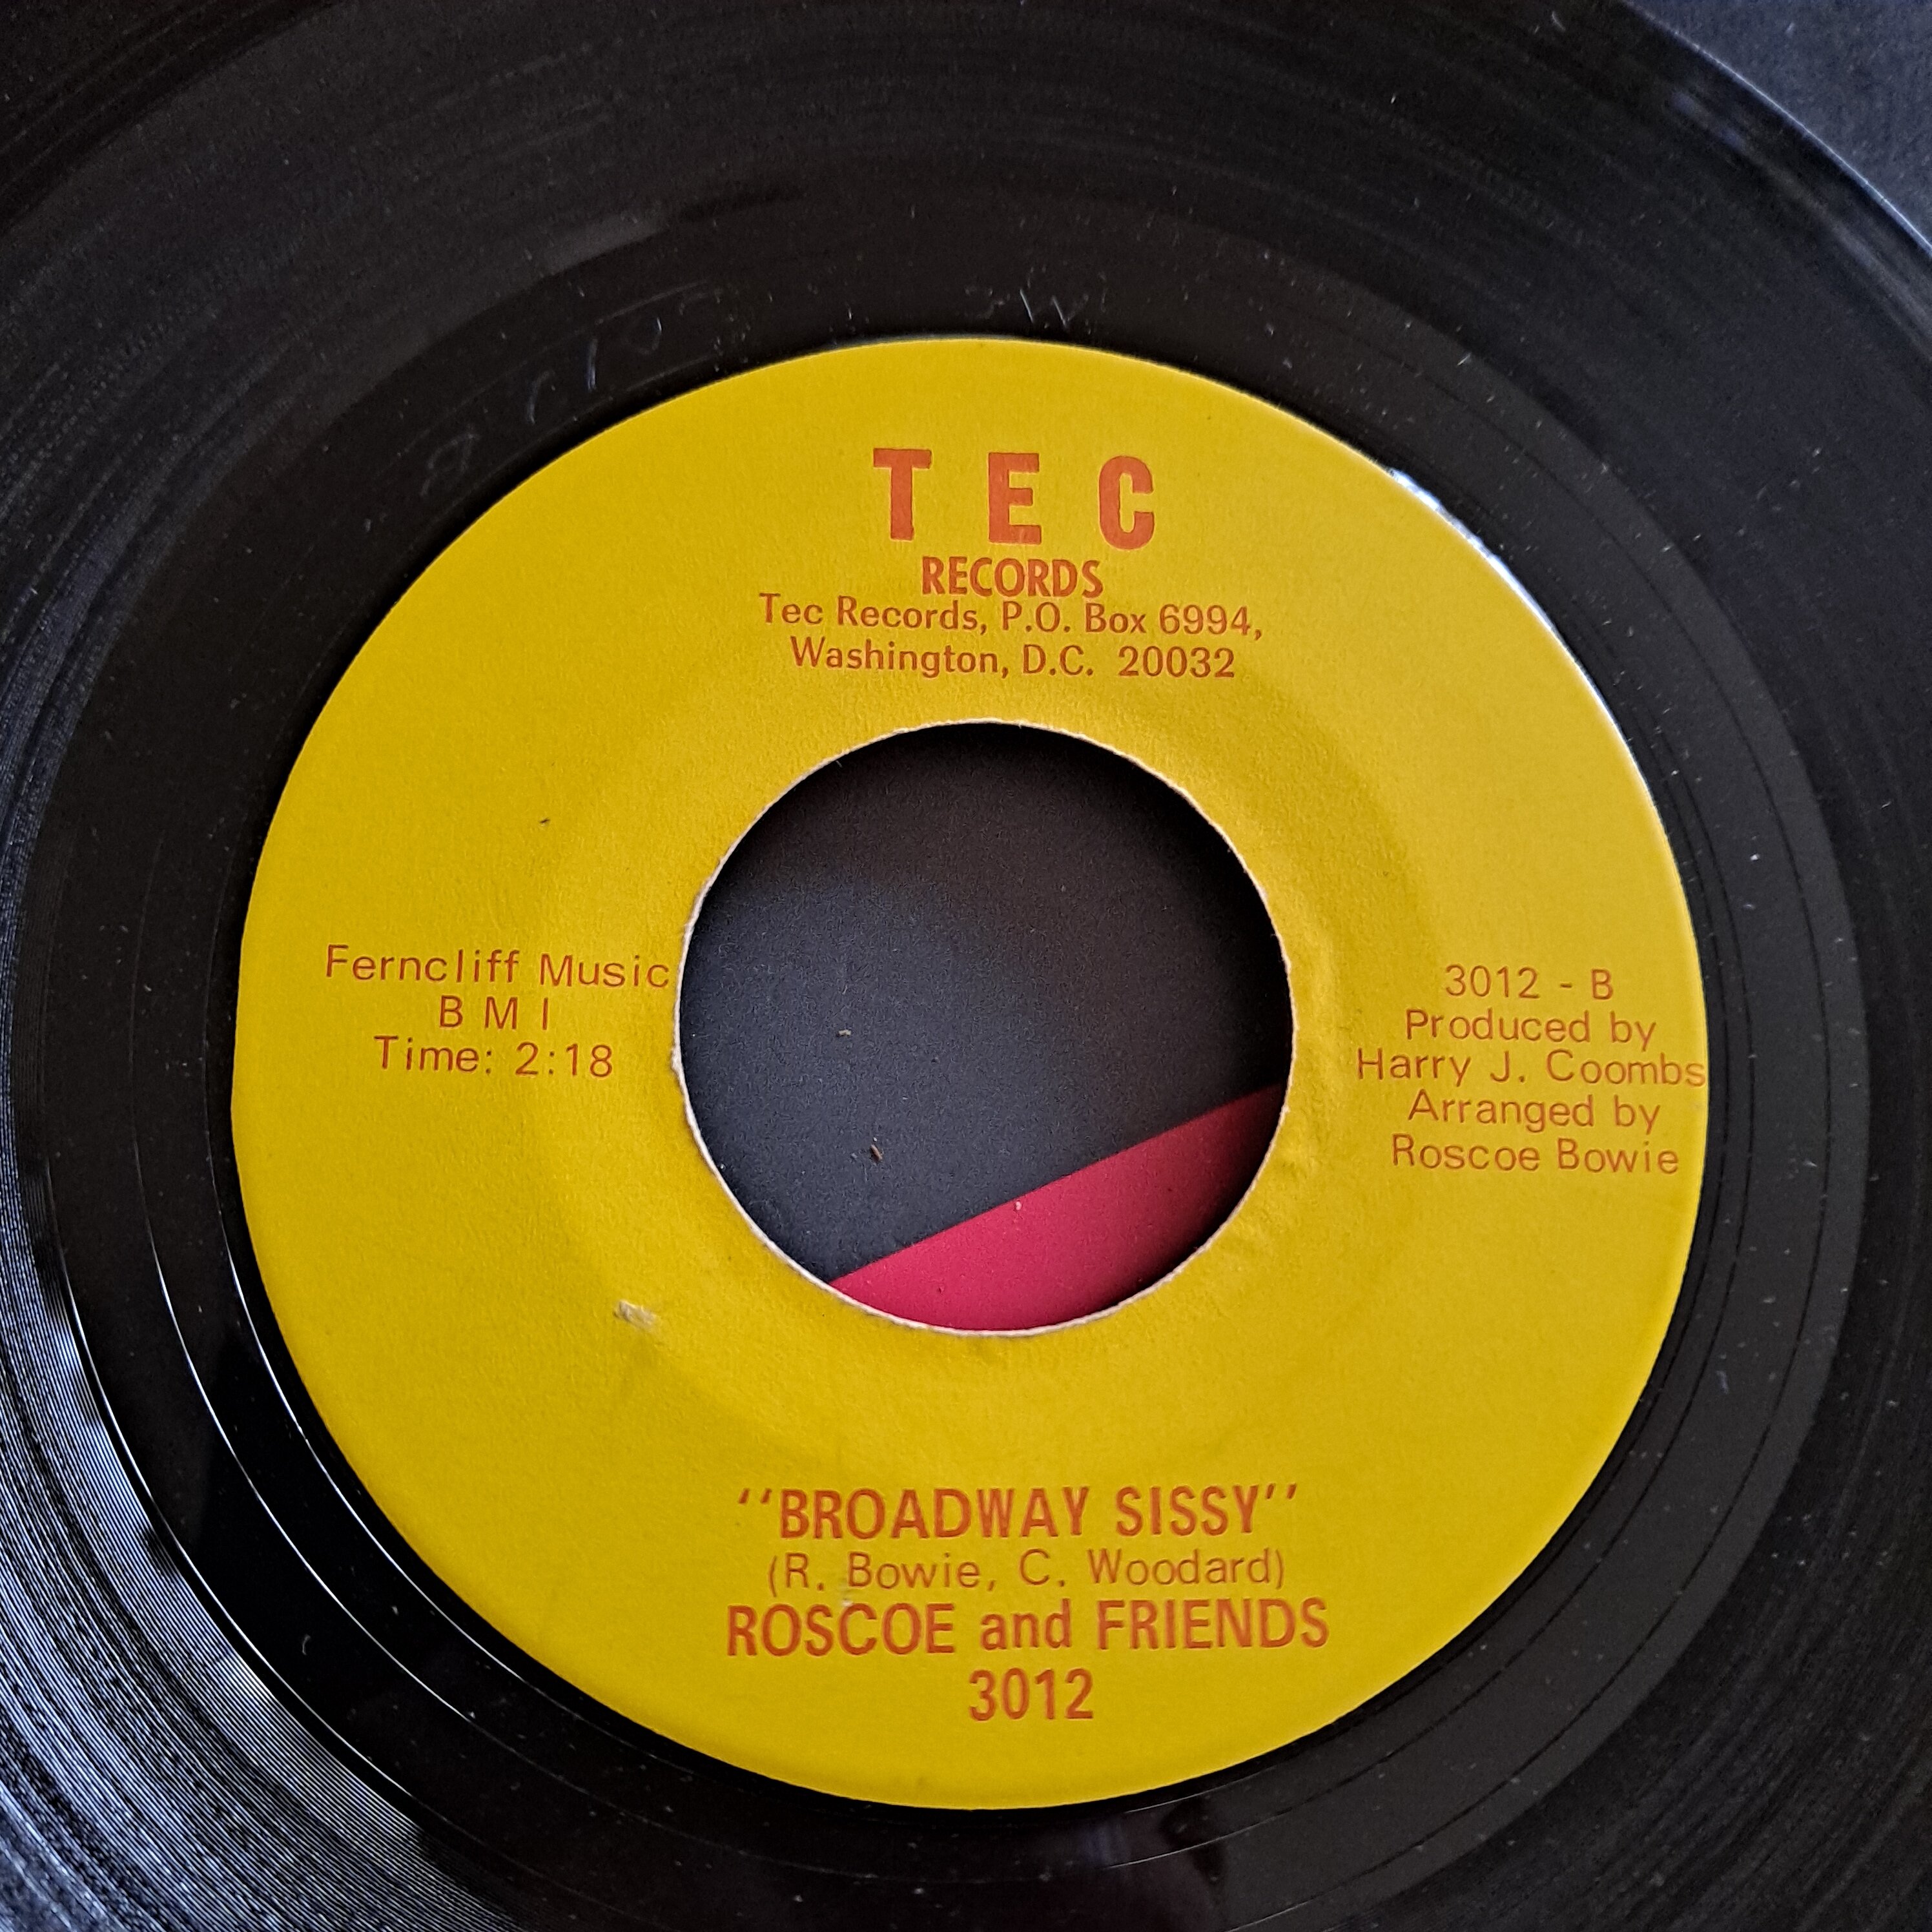 T E C
RECORDS
Tec Records, P.O. Box 6994,
Washington, D.C. 20032
Ferncliff Music
B M I
Time: 2:18
3012 - B
Produced by
Harry J. Coombs
Arranged by
Roscoe Bowie
''BROADWAY SISSY''
(R. Bowie, C. Woodard)
ROSCOE and FRIENDS
3012